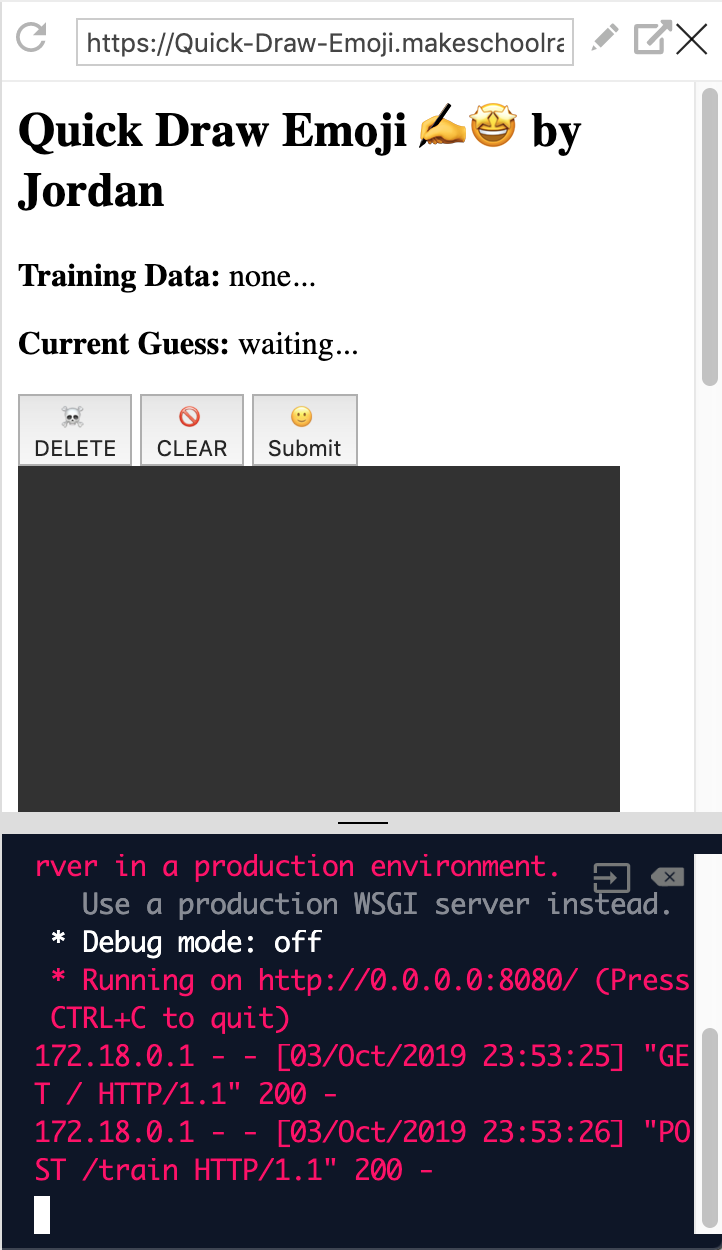 https://Quick-Draw-Emoji.makeschoolra
Quick Draw Emoji ✍️🤩 by
Jordan
Training Data: none...
Current Guess: waiting...
☠️ 🚫 🙂
DELETE CLEAR Submit
rver in a production environment.
   Use a production WSGI server instead.
 * Debug mode: off
 * Running on http://0.0.0.0:8080/ (Press
 CTRL+C to quit)
172.18.0.1 - - [03/Oct/2019 23:53:25] "GE
T / HTTP/1.1" 200 -
172.18.0.1 - - [03/Oct/2019 23:53:26] "PO
ST /train HTTP/1.1" 200 -